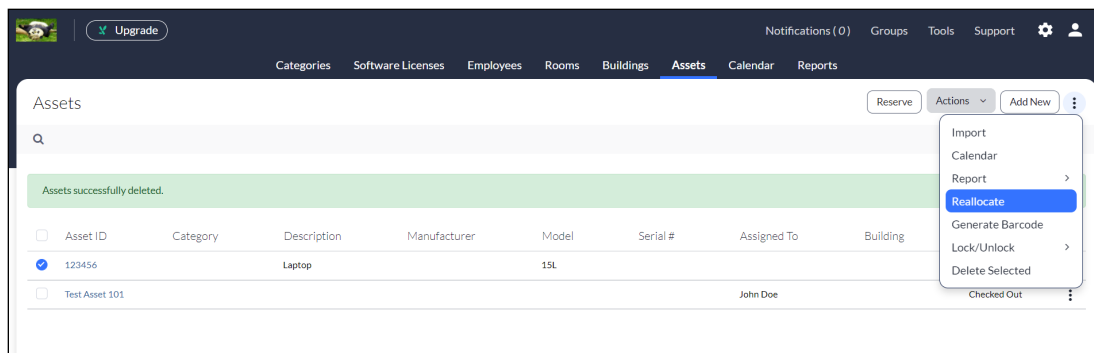 Upgrade
Notifications ( 0 ) Groups Tools Support
Categories Software Licenses Employees Rooms Buildings Assets Calendar Reports
Assets
Reserve Actions Add New
Import
Calendar
Report
Reallocate
Generate Barcode
Lock/Unlock
Delete Selected
Assets successfully deleted.
Asset ID Category Description Manufacturer Model Serial # Assigned To Building
123456 Laptop 15L
Test Asset 101 John Doe Checked Out